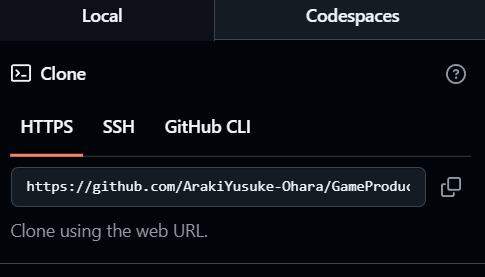 Local
Codespaces
Clone
HTTPS
SSH
GitHub CLI
https://github.com/ArakiYusuke-Ohara/GameProduc
Clone using the web URL.